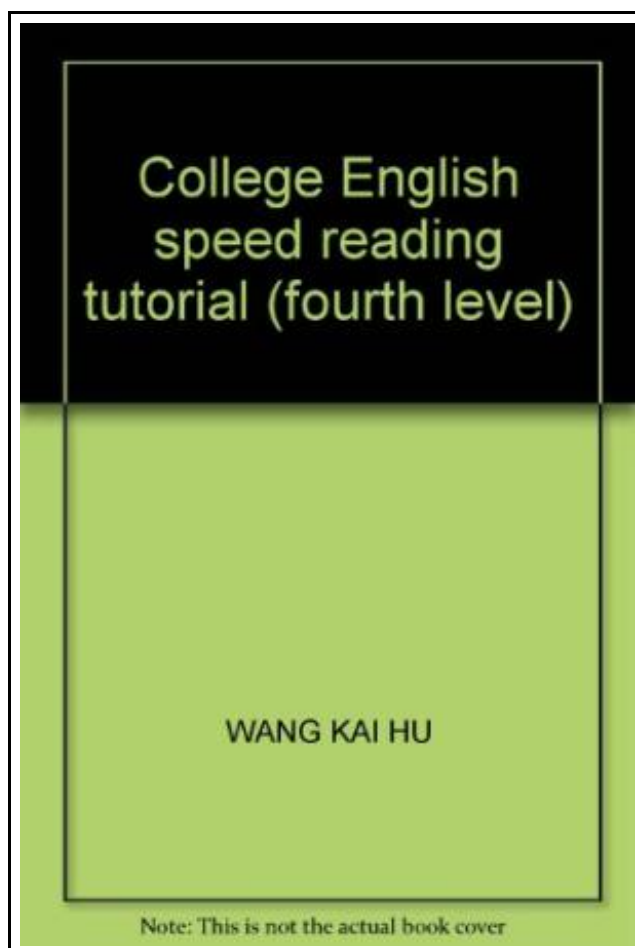 College English
speed reading
tutorial (fourth level)
WANG KAI HU
Note: This is not the actual book cover